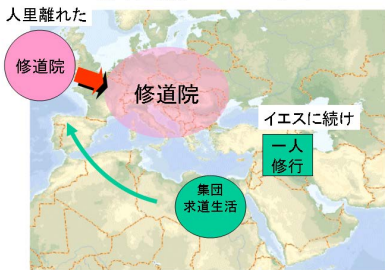 人里離れた
修道院
修道院
イエスに続け
一人
修行
集団
求道生活